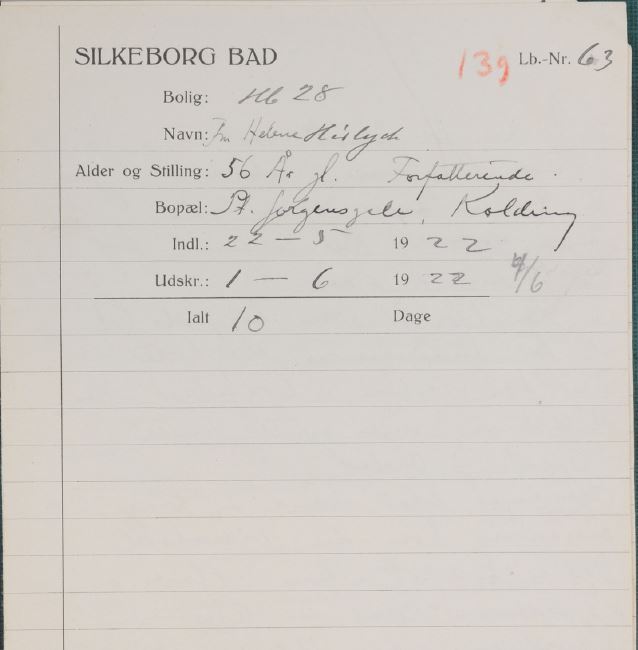 SILKEBORG BAD 139 Lb.-Nr. 63
Bolig: Hb 28
Navn: Fru Helene Hörlyck
Alder og Stilling: 56 År gl. Forfatterinde.
Bopæl: St. Jørgensgade, Kolding
Indl.: 22 — 5 1922
Udskr.: 1 — 6 1922 4/6
Ialt 10 Dage